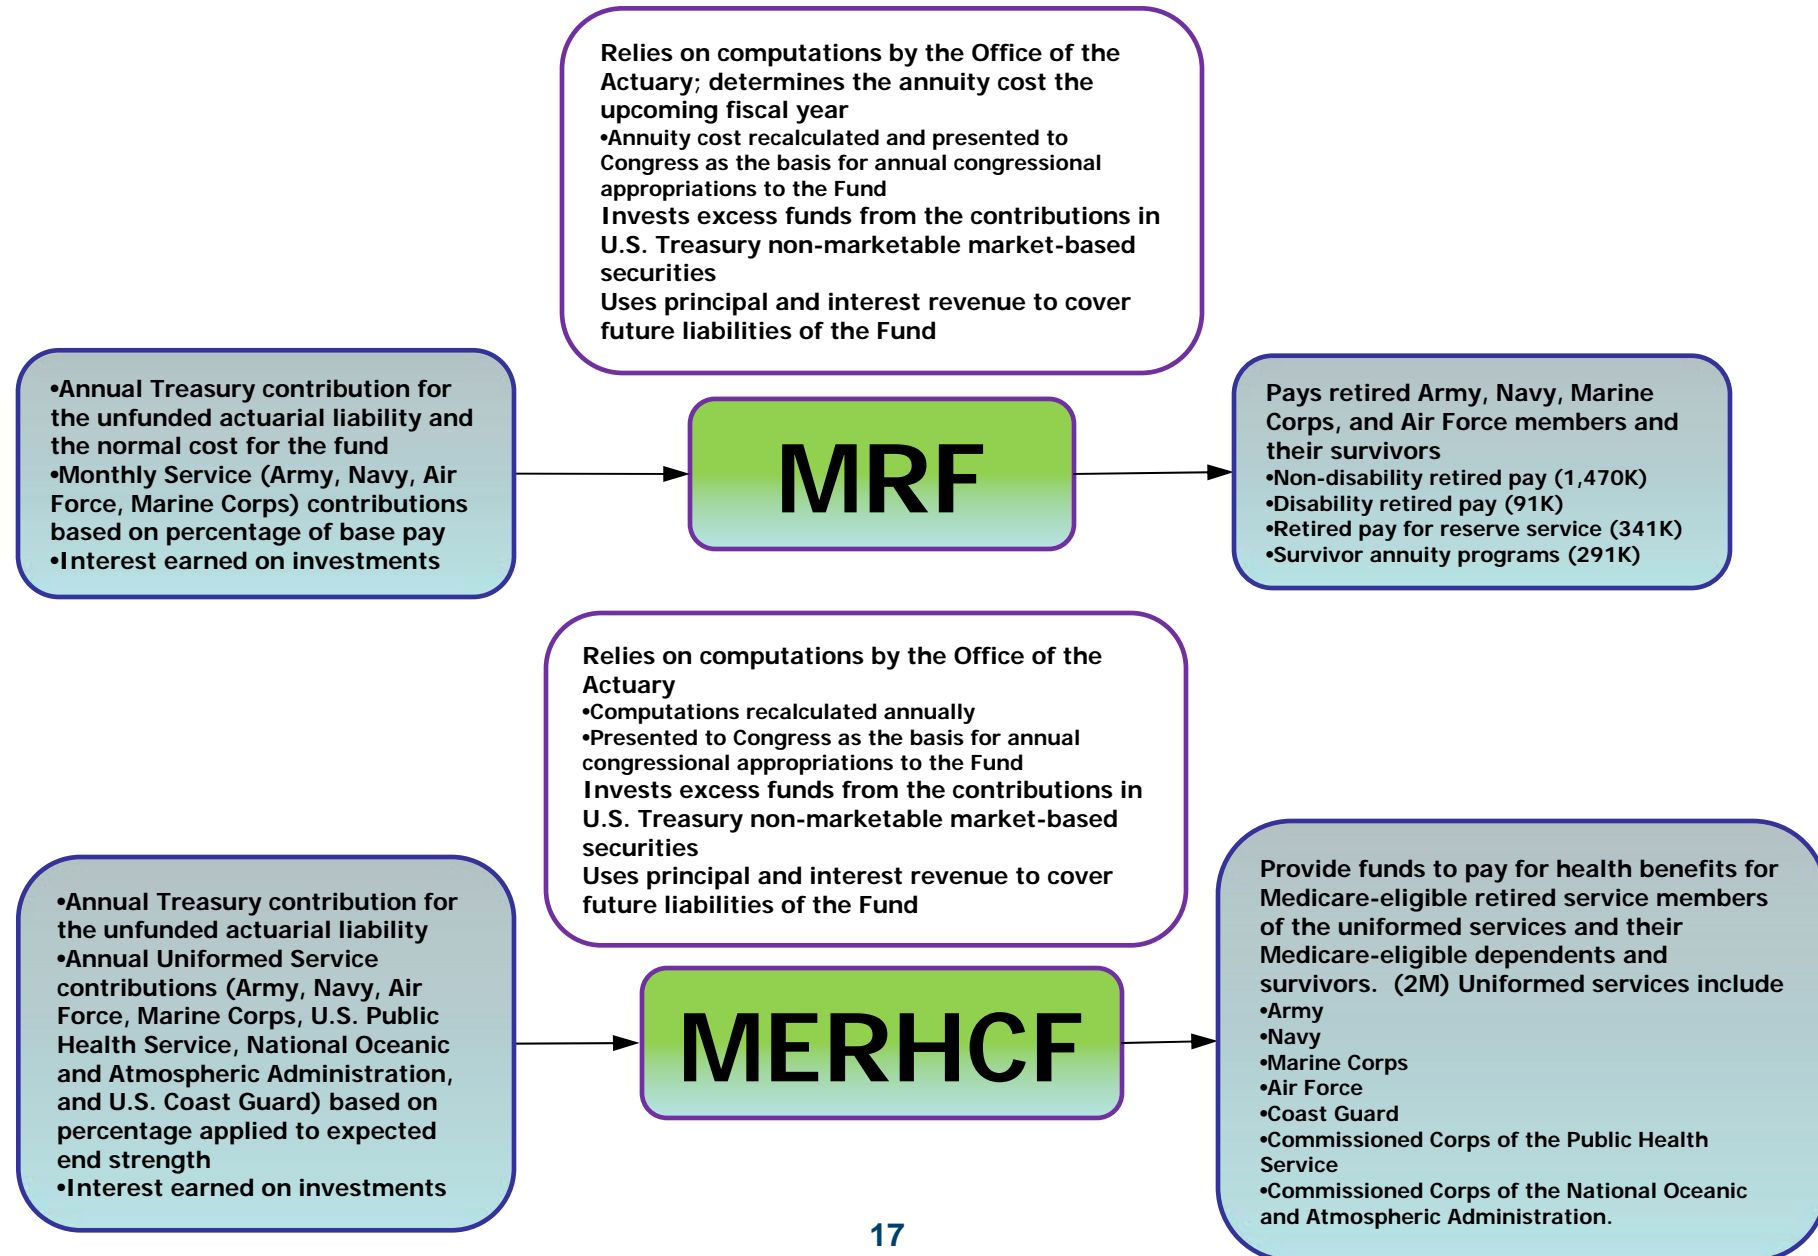 Relies on computations by the Office of the
Actuary; determines the annuity cost the
upcoming fiscal year
•Annuity cost recalculated and presented to
Congress as the basis for annual congressional
appropriations to the Fund
Invests excess funds from the contributions in
U.S. Treasury non-marketable market-based
securities
Uses principal and interest revenue to cover
future liabilities of the Fund
•Annual Treasury contribution for
the unfunded actuarial liability and
the normal cost for the fund
•Monthly Service (Army, Navy, Air
Force, Marine Corps) contributions
based on percentage of base pay
•Interest earned on investments
MRF
Pays retired Army, Navy, Marine
Corps, and Air Force members and
their survivors
•Non-disability retired pay (1,470K)
•Disability retired pay (91K)
•Retired pay for reserve service (341K)
•Survivor annuity programs (291K)
Relies on computations by the Office of the
Actuary
•Computations recalculated annually
•Presented to Congress as the basis for annual
congressional appropriations to the Fund
Invests excess funds from the contributions in
U.S. Treasury non-marketable market-based
securities
Uses principal and interest revenue to cover
future liabilities of the Fund
•Annual Treasury contribution for
the unfunded actuarial liability
•Annual Uniformed Service
contributions (Army, Navy, Air
Force, Marine Corps, U.S. Public
Health Service, National Oceanic
and Atmospheric Administration,
and U.S. Coast Guard) based on
percentage applied to expected
end strength
•Interest earned on investments
MERHCF
Provide funds to pay for health benefits for
Medicare-eligible retired service members
of the uniformed services and their
Medicare-eligible dependents and
survivors.  (2M) Uniformed services include
•Army
•Navy
•Marine Corps
•Air Force
•Coast Guard
•Commissioned Corps of the Public Health
Service
•Commissioned Corps of the National Oceanic
and Atmospheric Administration.
17